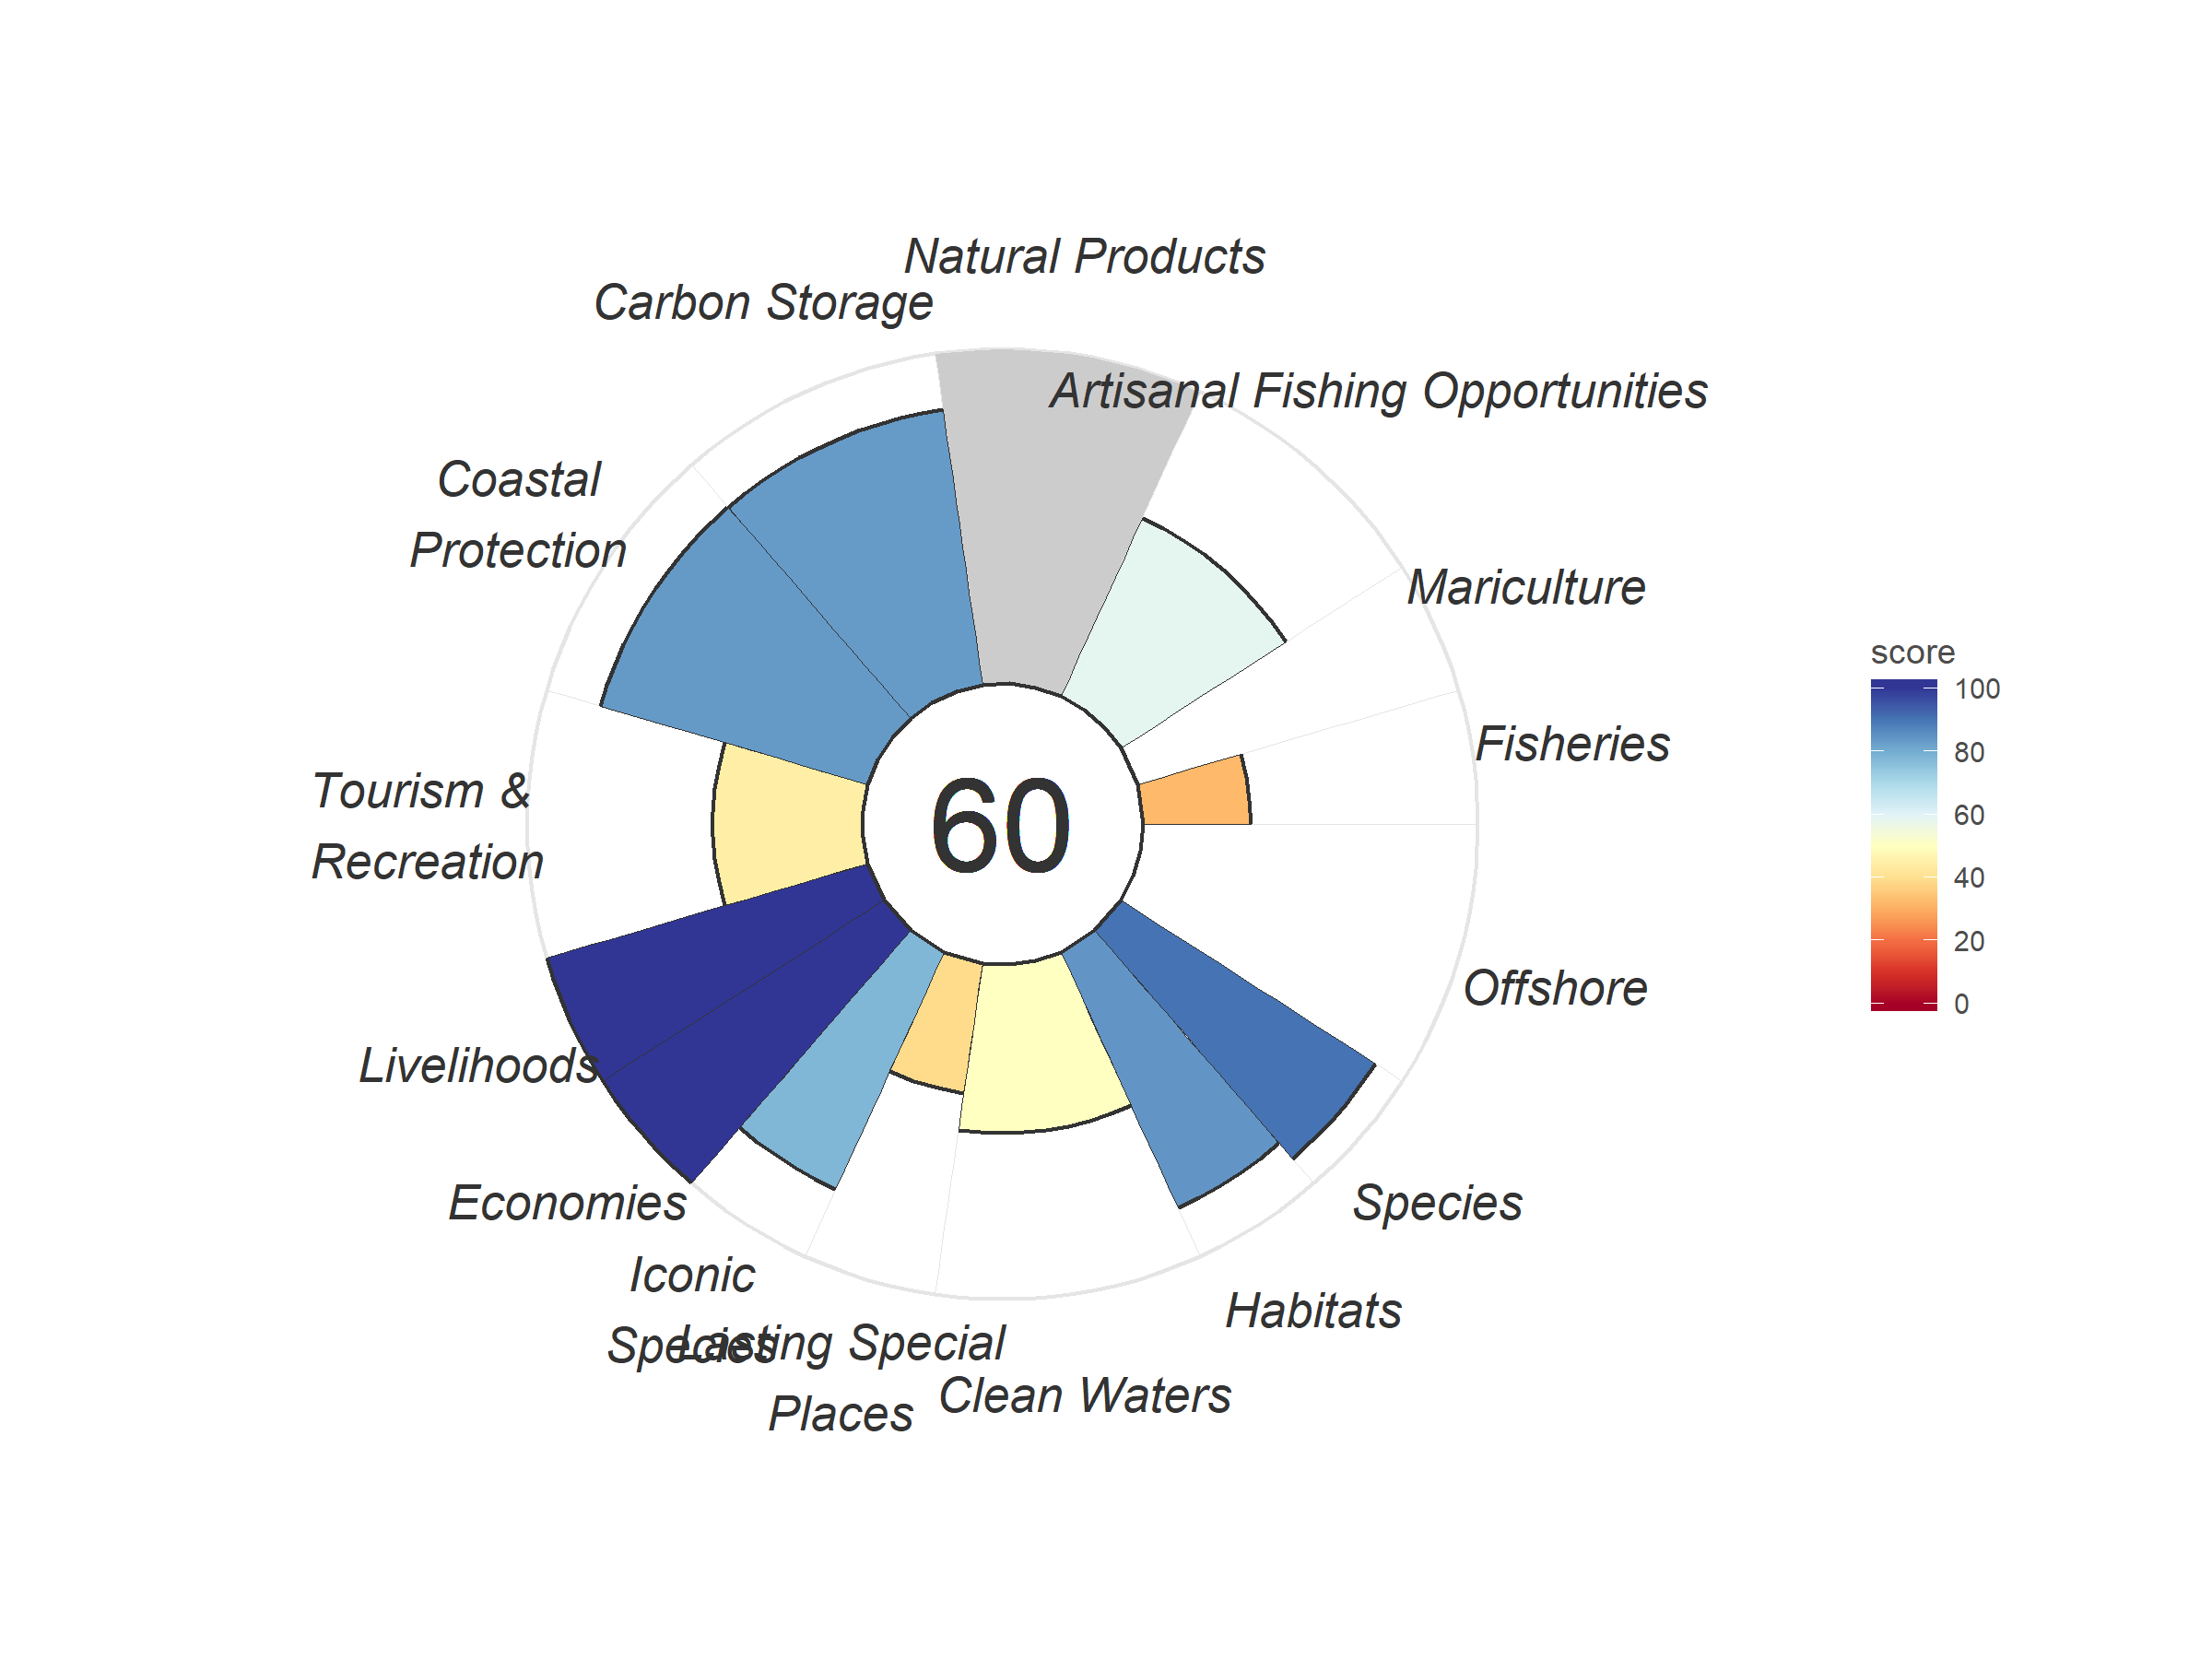 Natural Products
Carbon Storage
Artisanal Fishing Opportunities
Coastal
Protection
Mariculture
score
100
80
60
40
20
0
Fisheries
Tourism &
Recreation
60
Offshore
Livelihoods
Economies
Species
Iconic
Species
Habitats
Lasting Special
Places
Clean Waters